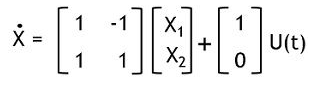 Ẋ = [1 -1; 1 1] [X₁; X₂] + [1; 0] U(t)